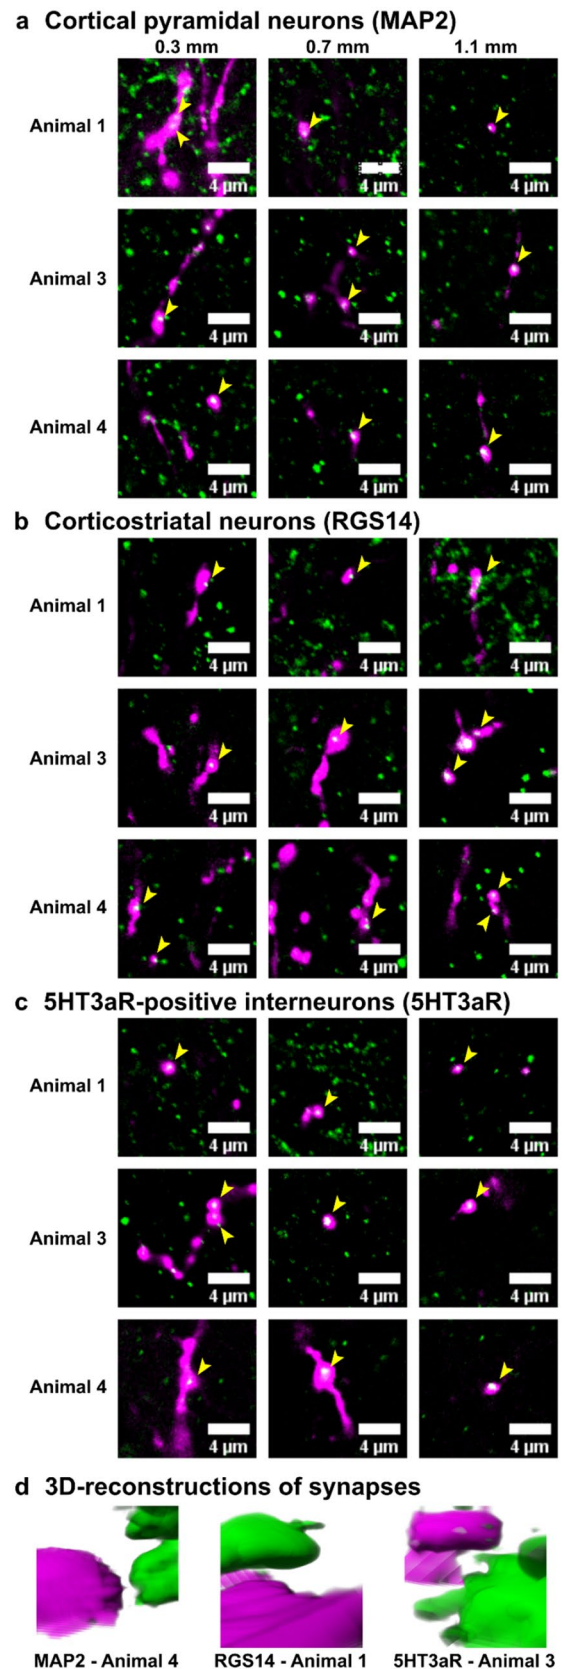 a Cortical pyramidal neurons (MAP2)
0.3 mm 0.7 mm 1.1 mm
Animal 1
4 µm 4 µm 4 µm
Animal 3
4 µm 4 µm 4 µm
Animal 4
4 µm 4 µm 4 µm
b Corticostriatal neurons (RGS14)
Animal 1
4 µm 4 µm 4 µm
Animal 3
4 µm 4 µm 4 µm
Animal 4
4 µm 4 µm 4 µm
c 5HT3aR-positive interneurons (5HT3aR)
Animal 1
4 µm 4 µm 4 µm
Animal 3
4 µm 4 µm 4 µm
Animal 4
4 µm 4 µm 4 µm
d 3D-reconstructions of synapses
MAP2 - Animal 4 RGS14 - Animal 1 5HT3aR - Animal 3